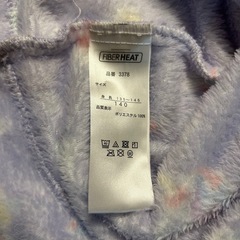 FIBERHEAT
品番 3378
サイズ
身長 135~145
140
品質表示
ポリエステル 100%